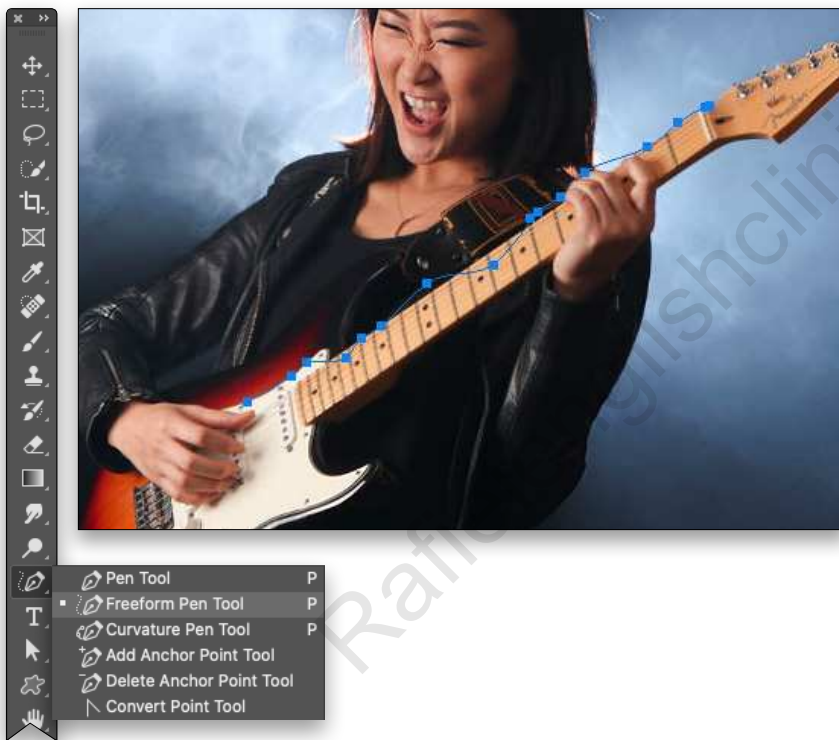 Pen Tool P
Freeform Pen Tool P
Curvature Pen Tool P
Add Anchor Point Tool
Delete Anchor Point Tool
Convert Point Tool